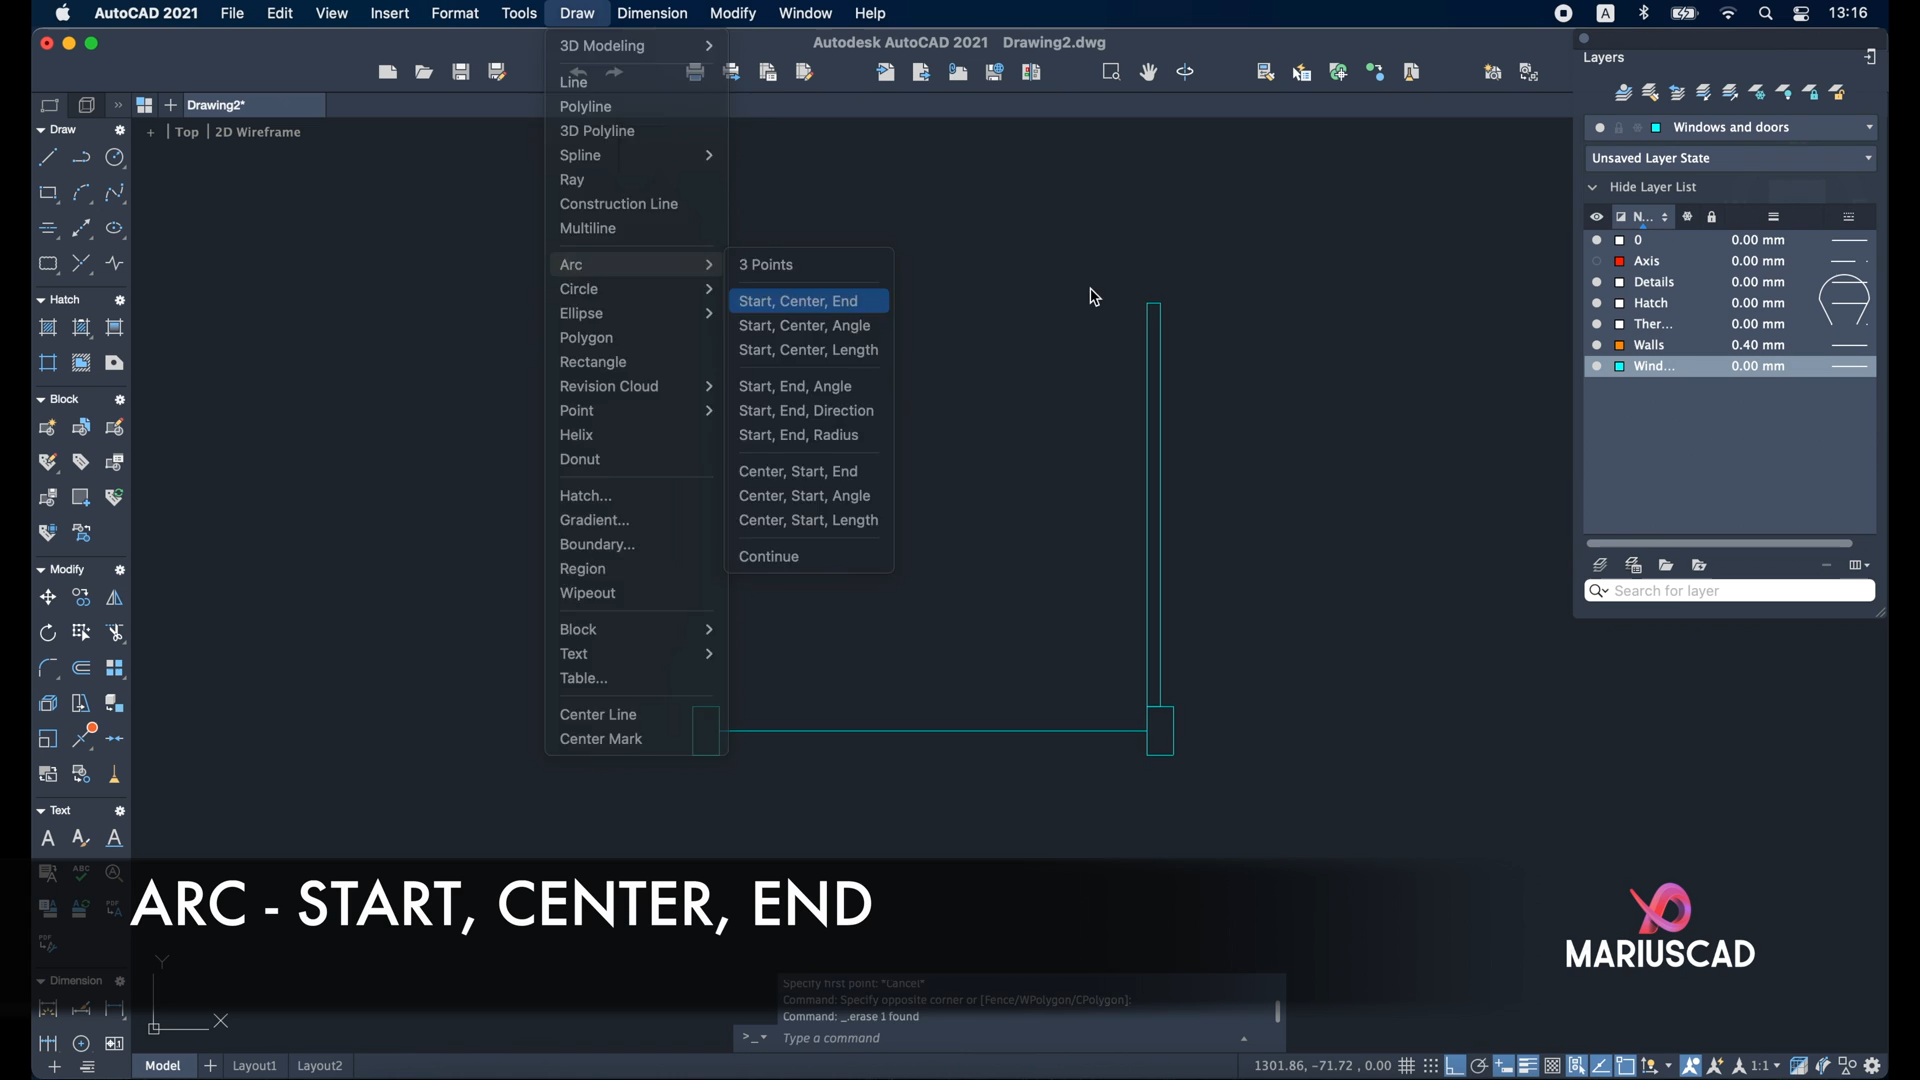 AutoCAD 2021 File Edit View Insert Format Tools Draw Dimension Modify Window Help
A 13:16
Autodesk AutoCAD 2021 Drawing2.dwg
Drawing2*
+ | Top | 2D Wireframe
Draw
Hatch
Block
Modify
Text
Dimension
3D Modeling
Line
Polyline
3D Polyline
Spline
Ray
Construction Line
Multiline
Arc
Circle
Ellipse
Polygon
Rectangle
Revision Cloud
Point
Helix
Donut
Hatch...
Gradient...
Boundary...
Region
Wipeout
Block
Text
Table...
Center Line
Center Mark
3 Points
Start, Center, End
Start, Center, Angle
Start, Center, Length
Start, End, Angle
Start, End, Direction
Start, End, Radius
Center, Start, End
Center, Start, Angle
Center, Start, Length
Continue
Layers
Windows and doors
Unsaved Layer State
Hide Layer List
N...
0 0.00 mm
Axis 0.00 mm
Details 0.00 mm
Hatch 0.00 mm
Ther... 0.00 mm
Walls 0.40 mm
Wind... 0.00 mm
Search for layer
ARC - START, CENTER, END
MARIUSCAD
Y
X
Specify first point: *Cancel*
Command: Specify opposite corner or [Fence/WPolygon/CPolygon]:
Command: _.erase 1 found
Type a command
Model + Layout1 Layout2
1301.86, -71.72 , 0.00
1:1